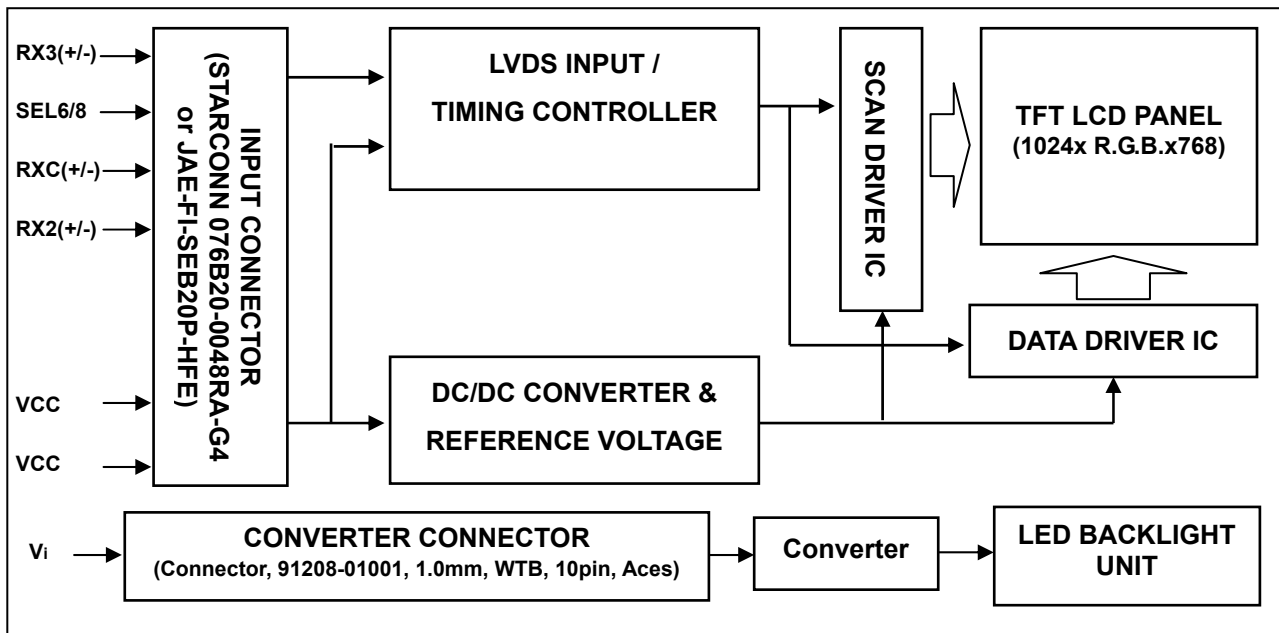 RX3(+/-)
SEL6/8
RXC(+/-)
RX2(+/-)
VCC
VCC
INPUT CONNECTOR
(STARCONN 076B20-0048RA-G4
or JAE-FI-SEB20P-HFE)
LVDS INPUT /
TIMING CONTROLLER
SCAN DRIVER IC
TFT LCD PANEL
(1024x R.G.B.x768)
DATA DRIVER IC
DC/DC CONVERTER &
REFERENCE VOLTAGE
Vi
CONVERTER CONNECTOR
(Connector, 91208-01001, 1.0mm, WTB, 10pin, Aces)
Converter
LED BACKLIGHT
UNIT